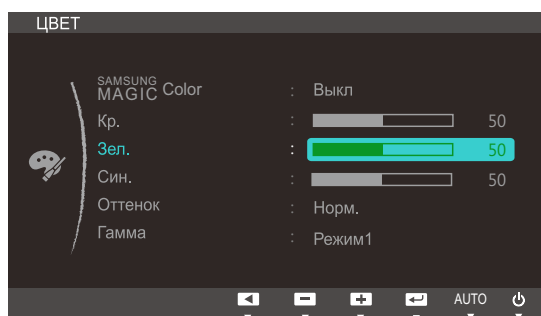 ЦВЕТ
SAMSUNG MAGIC Color : Выкл
Кр. : 50
Зел. : 50
Син. : 50
Оттенок : Норм.
Гамма : Режим1
AUTO